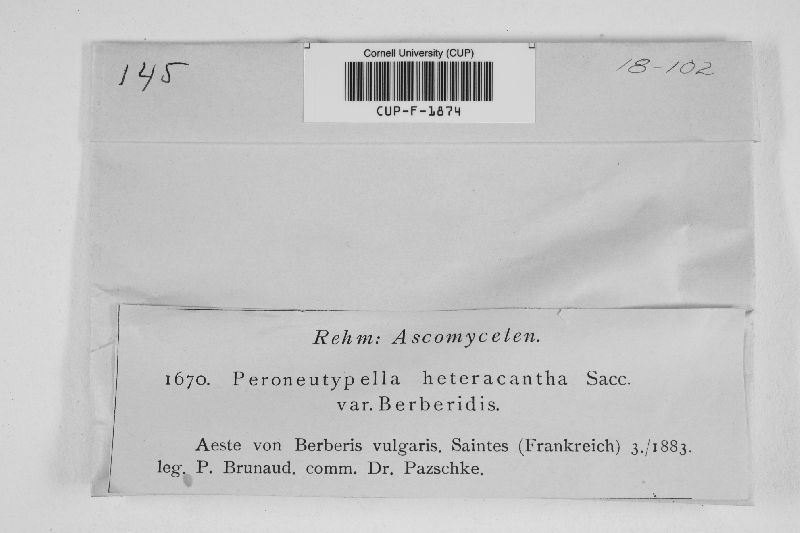 145
Cornell University (CUP)
CUP-F-1874
18-102
Rehm: Ascomyceten.
1670. Peroneutypella heteracantha Sacc.
var. Berberidis.
Aeste von Berberis vulgaris. Saintes (Frankreich) 3./1883.
leg. P. Brunaud. comm. Dr. Pazschke.